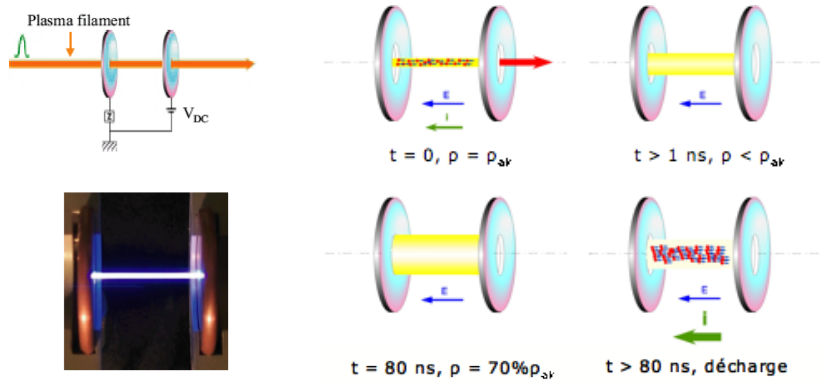 Plasma filament
Z
V_DC
E
i
t = 0, ρ = ρ_air
E
t > 1 ns, ρ < ρ_air
E
t = 80 ns, ρ = 70%ρ_air
E
i
t > 80 ns, décharge